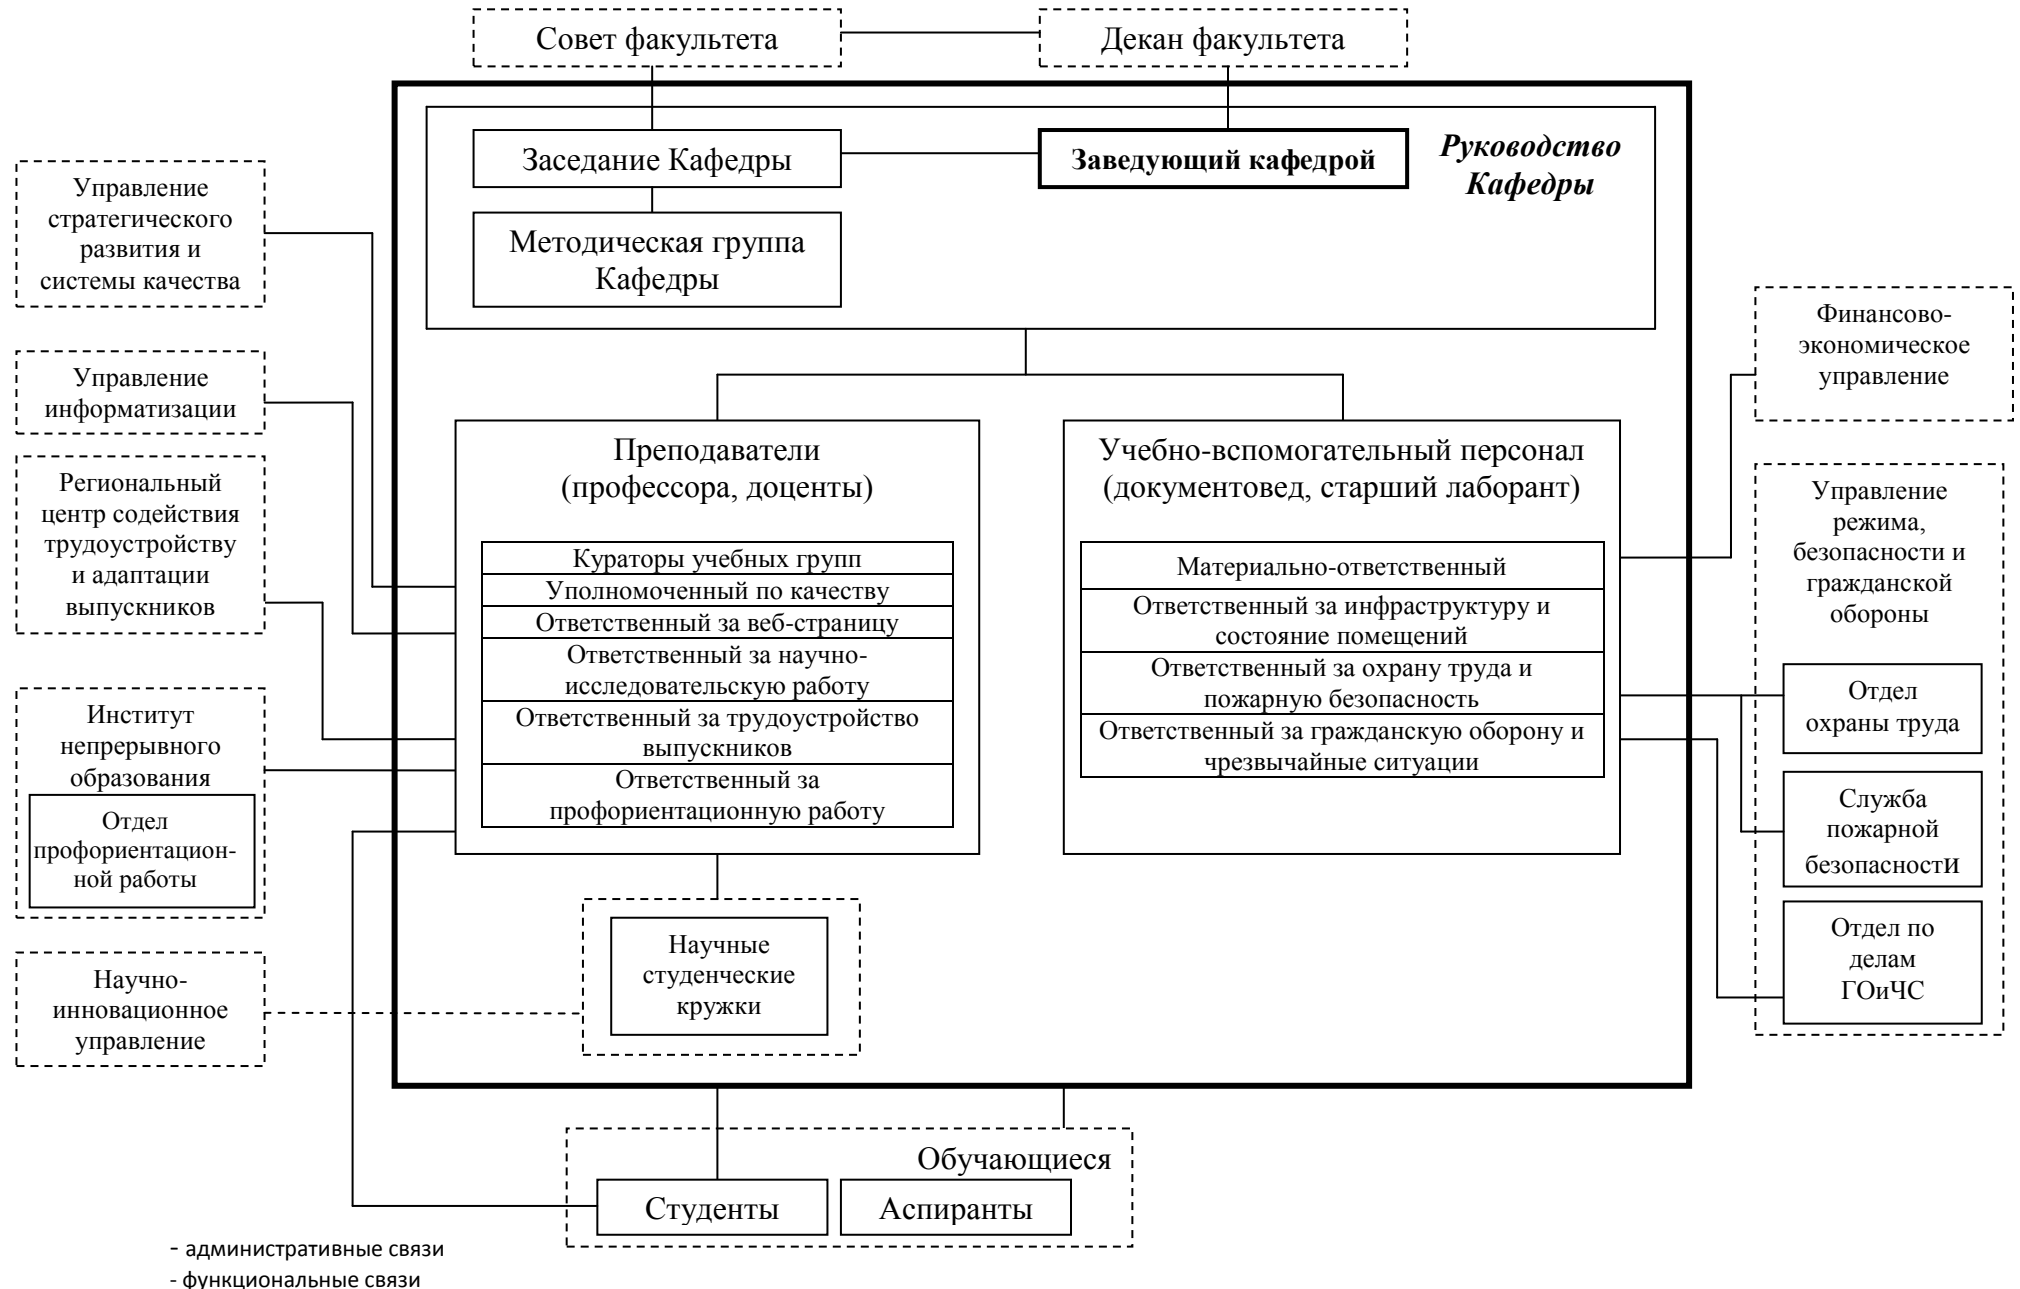 Совет факультета
Декан факультета
Заседание Кафедры
Заведующий кафедрой
Руководство
Кафедры
Методическая группа
Кафедры
Управление
стратегического
развития и
системы качества
Управление
информатизации
Региональный
центр содействия
трудоустройству
и адаптации
выпускников
Институт
непрерывного
образования
Отдел
профориентацион-
ной работы
Научно-
инновационное
управление
Преподаватели
(профессора, доценты)
Кураторы учебных групп
Уполномоченный по качеству
Ответственный за веб-страницу
Ответственный за научно-
исследовательскую работу
Ответственный за трудоустройство
выпускников
Ответственный за
профориентационную работу
Учебно-вспомогательный персонал
(документовед, старший лаборант)
Материально-ответственный
Ответственный за инфраструктуру и
состояние помещений
Ответственный за охрану труда и
пожарную безопасность
Ответственный за гражданскую оборону и
чрезвычайные ситуации
Финансово-
экономическое
управление
Управление
режима,
безопасности и
гражданской
обороны
Отдел
охраны труда
Служба
пожарной
безопасности
Отдел по
делам
ГОиЧС
Научные
студенческие
кружки
Обучающиеся
Студенты
Аспиранты
- административные связи
- функциональные связи